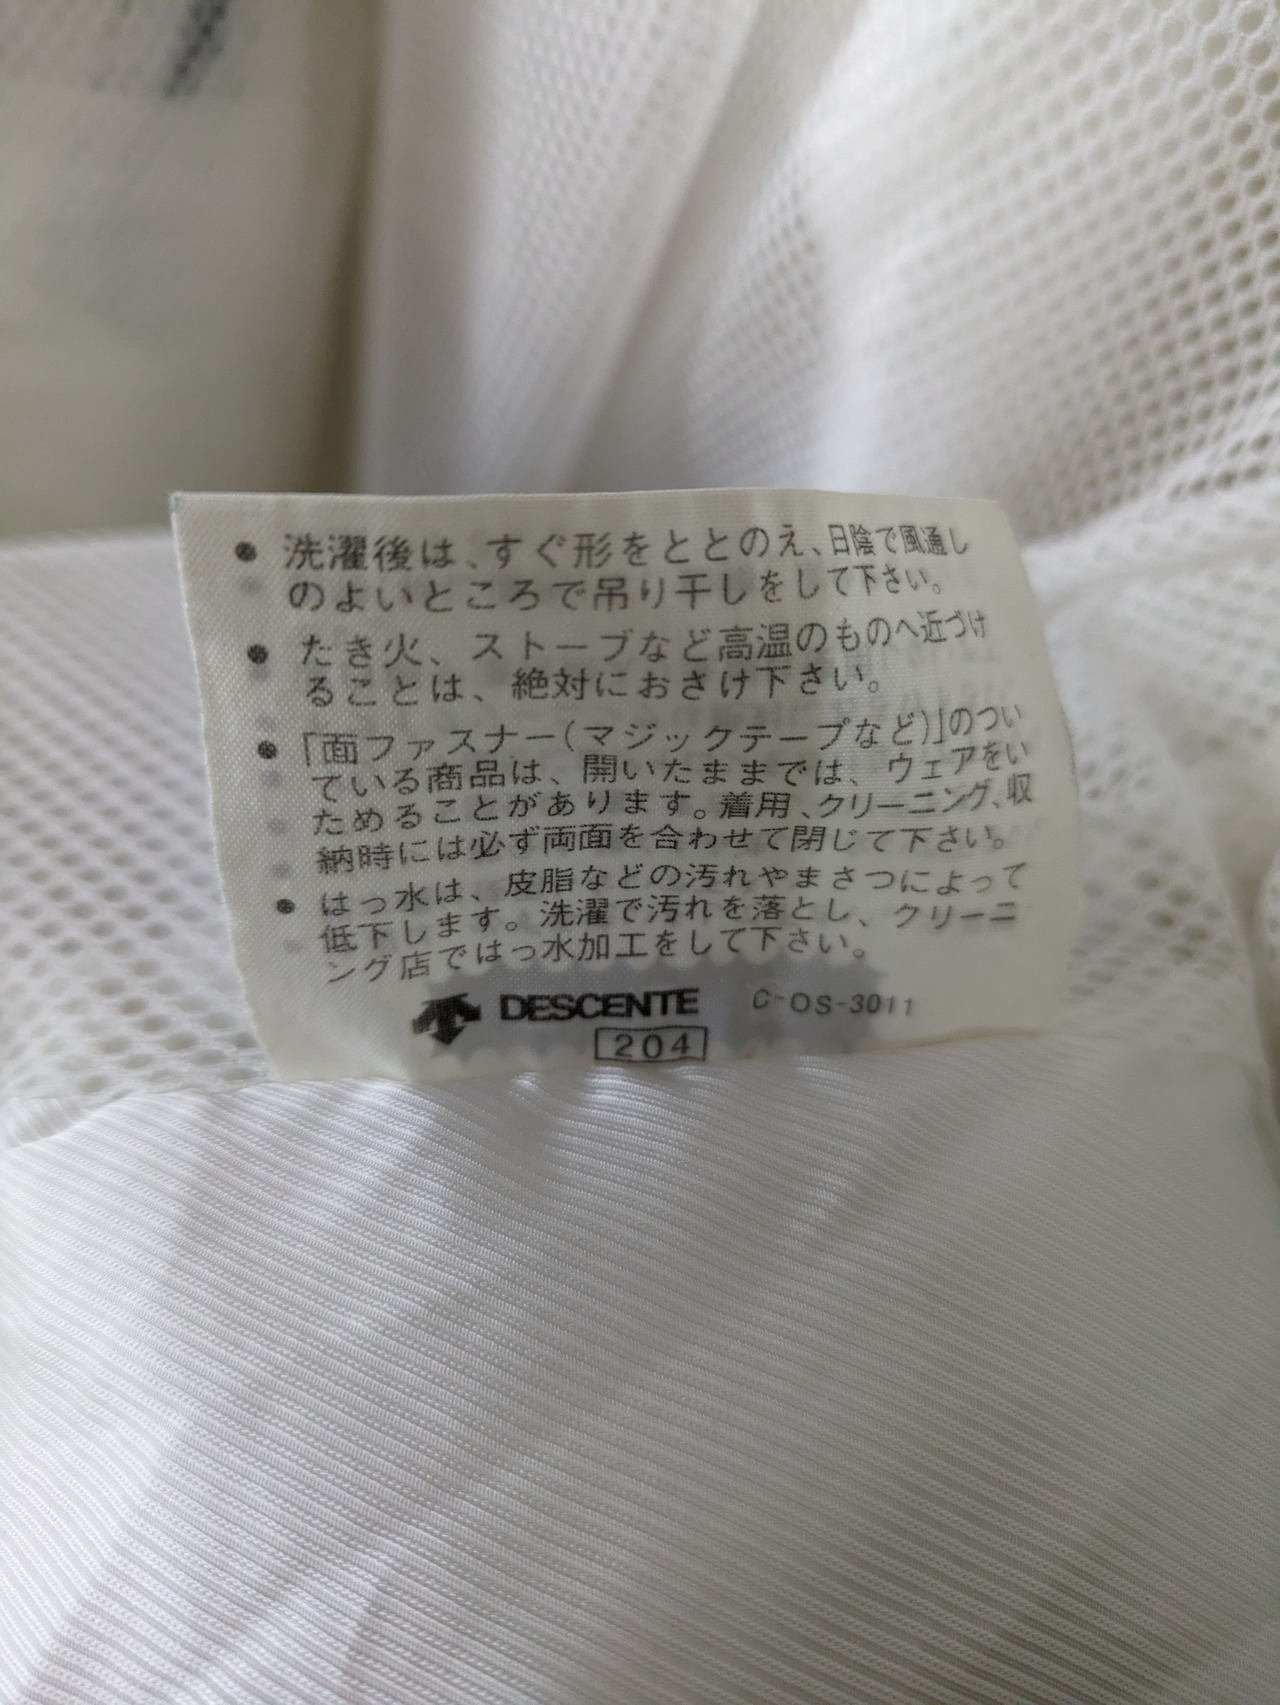 ● 洗濯後は、すぐ形をととのえ、日陰で風通し
のよいところで吊り干しをして下さい。
● たき火、ストーブなど高温のものへ近づけ
ることは、絶対におさけ下さい。
● 「面ファスナー(マジックテープなど)」のつい
ている商品は、開いたままでは、ウェアをい
ためることがあります。着用、クリーニング、収
納時には必ず両面を合わせて閉じて下さい。
● はっ水は、皮脂などの汚れやまさつによって
低下します。洗濯で汚れを落とし、クリーニ
ング店ではっ水加工をして下さい。
DESCENTE C-OS-3011
204